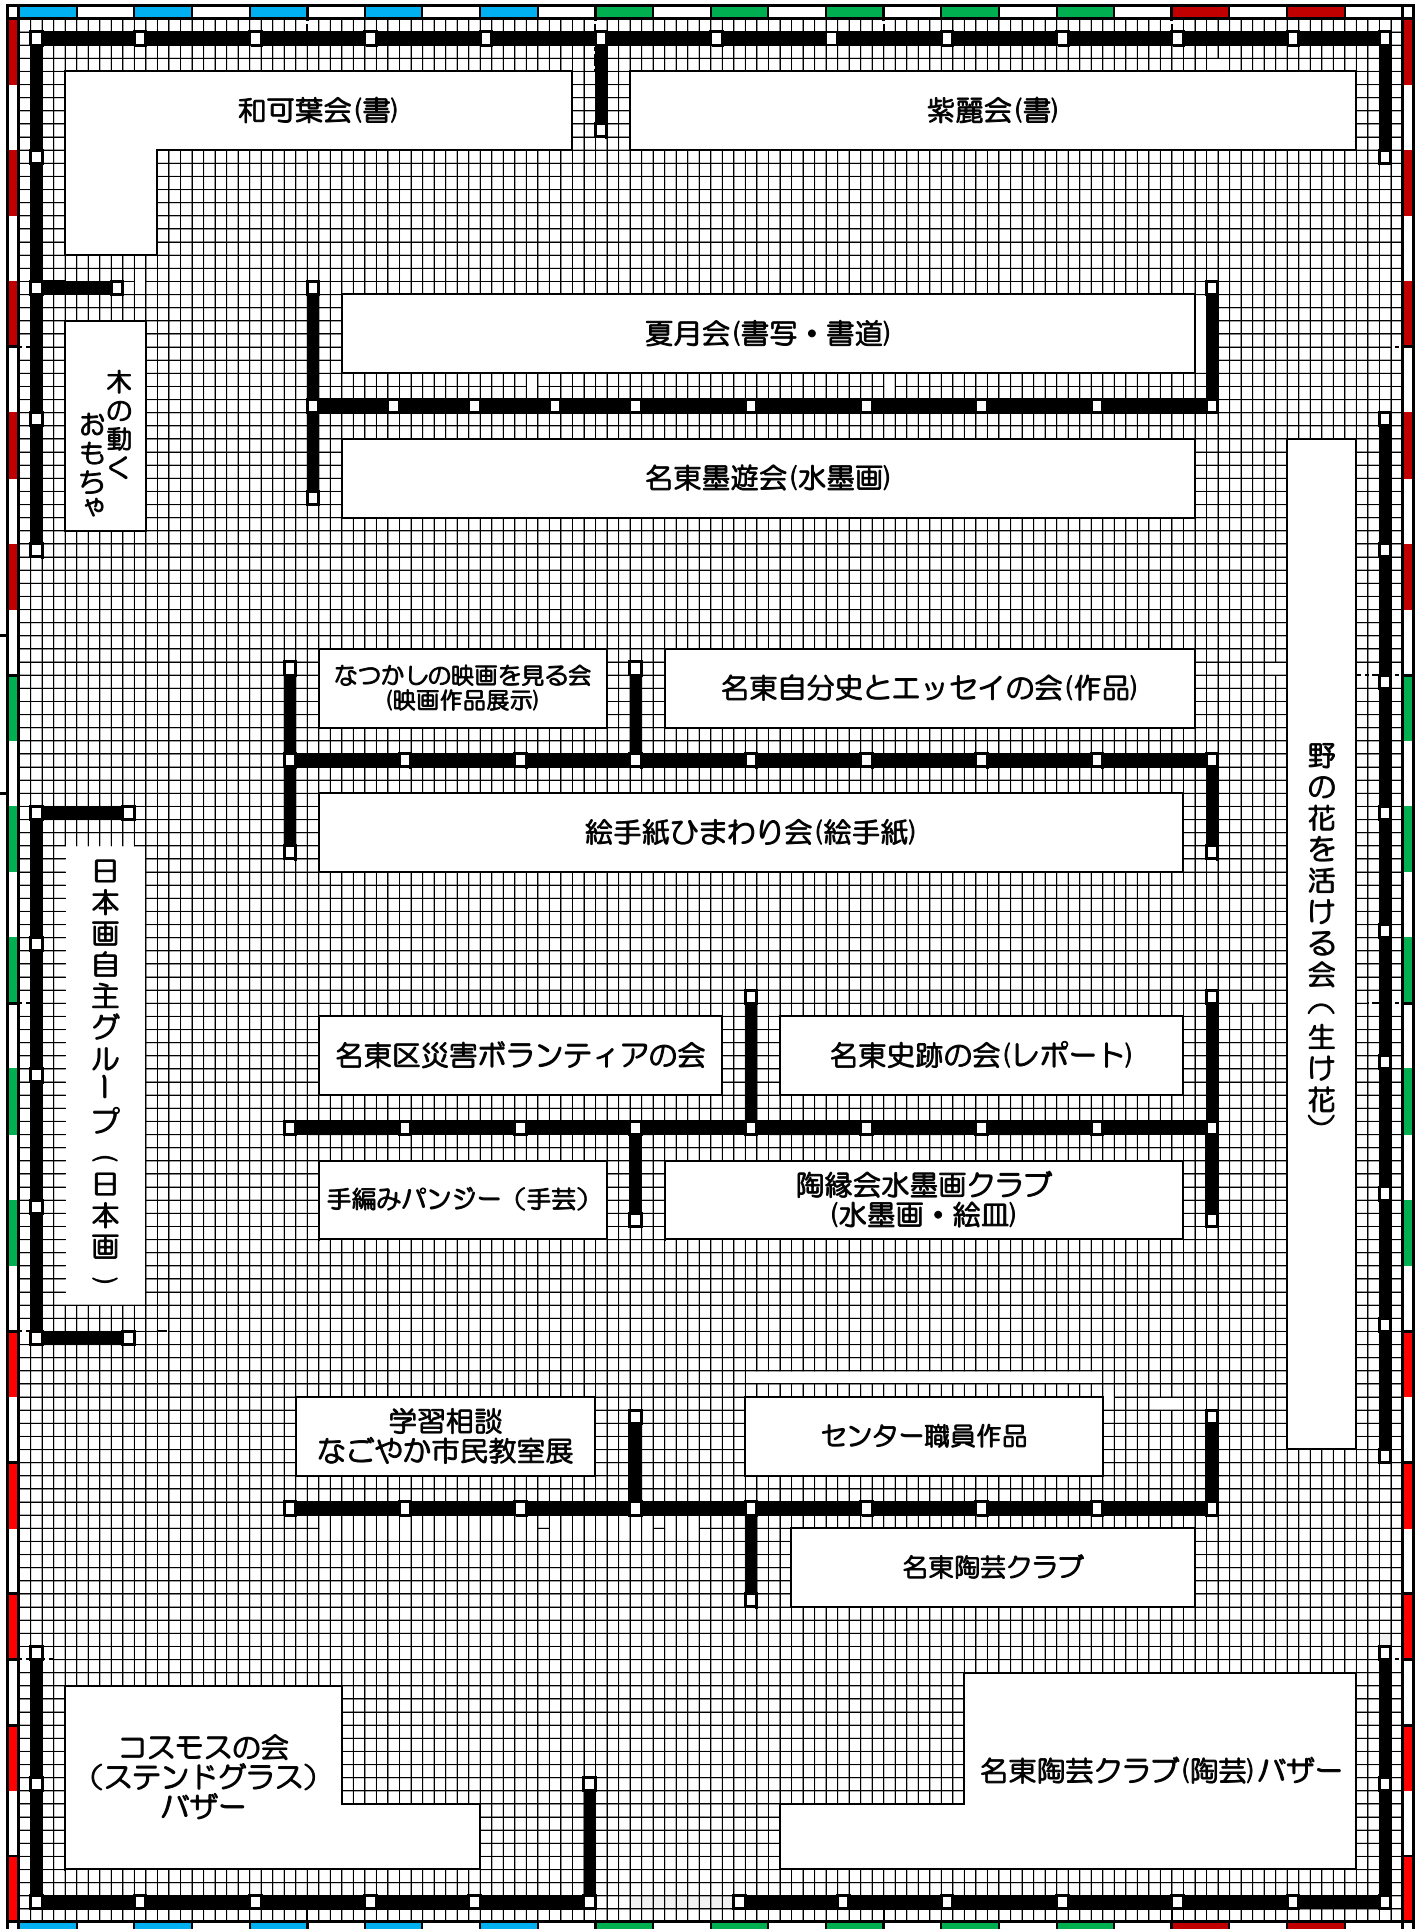 和可葉会(書)
紫麗会(書)
夏月会(書写・書道)
木の動く
おもちゃ
名東墨遊会(水墨画)
なつかしの映画を見る会
(映画作品展示)
名東自分史とエッセイの会(作品)
野の花を活ける会(生け花)
絵手紙ひまわり会(絵手紙)
日本画自主グループ(日本画)
名東区災害ボランティアの会
名東史跡の会(レポート)
手編みパンジー(手芸)
陶縁会水墨画クラブ
(水墨画・絵皿)
学習相談
なごやか市民教室展
センター職員作品
名東陶芸クラブ
コスモスの会
(ステンドグラス)
バザー
名東陶芸クラブ(陶芸)バザー